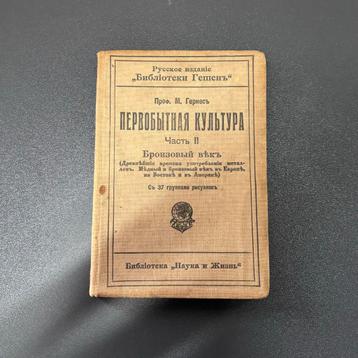 Русское изданіе
„Библіотеки Гешенъ"
Проф. М. Гернесъ
ПЕРВОБЫТНАЯ КУЛЬТУРА
Часть II
Бронзовый вѣкъ
(Древнѣйшія времена употребленія метал-
ловъ. Мѣдный и бронзовый вѣкъ въ Европѣ,
на Востокѣ и въ Америкѣ)
Съ 37 группами рисунковъ
Библіотека „Наука и Жизнь"